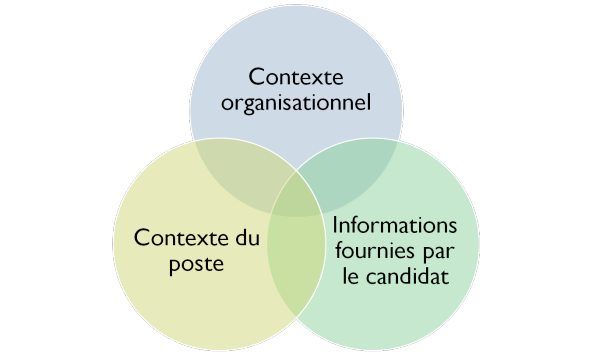 Contexte
organisationnel
Contexte du
poste
Informations
fournies par
le candidat